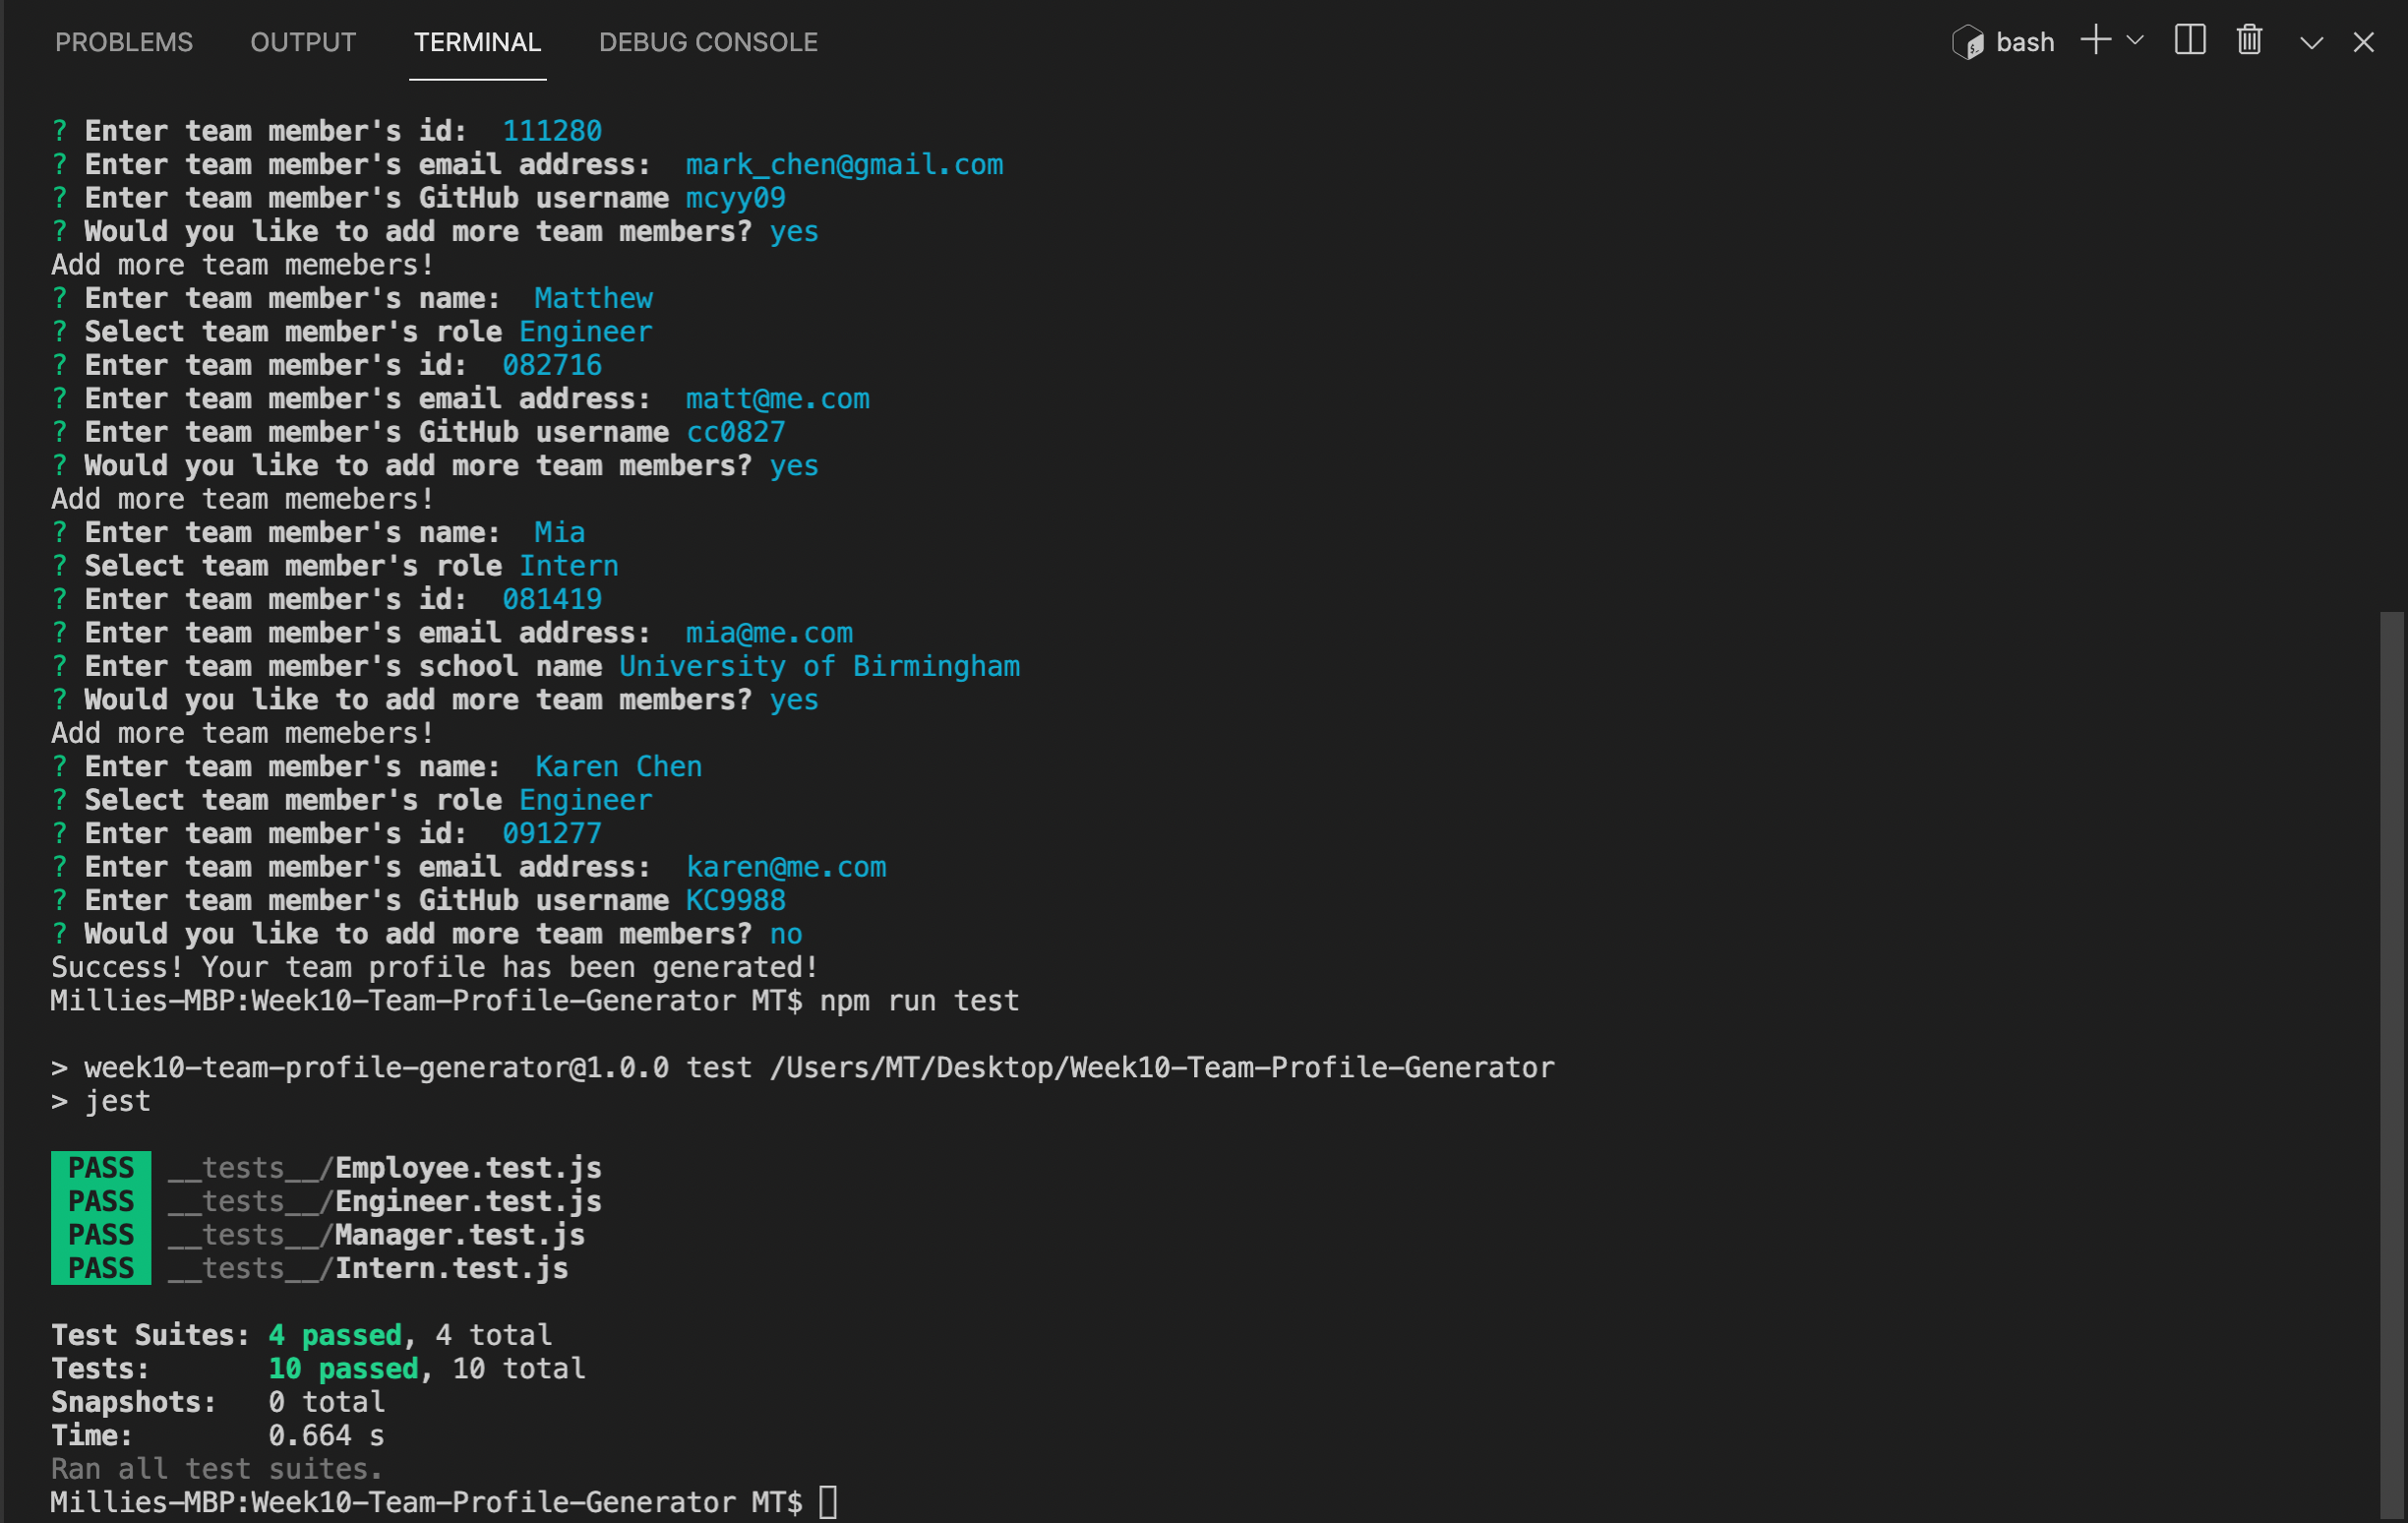 PROBLEMS OUTPUT TERMINAL DEBUG CONSOLE bash
? Enter team member's id:  111280
? Enter team member's email address:  mark_chen@gmail.com
? Enter team member's GitHub username mcyy09
? Would you like to add more team members? yes
Add more team memebers!
? Enter team member's name:  Matthew
? Select team member's role Engineer
? Enter team member's id:  082716
? Enter team member's email address:  matt@me.com
? Enter team member's GitHub username cc0827
? Would you like to add more team members? yes
Add more team memebers!
? Enter team member's name:  Mia
? Select team member's role Intern
? Enter team member's id:  081419
? Enter team member's email address:  mia@me.com
? Enter team member's school name University of Birmingham
? Would you like to add more team members? yes
Add more team memebers!
? Enter team member's name:  Karen Chen
? Select team member's role Engineer
? Enter team member's id:  091277
? Enter team member's email address:  karen@me.com
? Enter team member's GitHub username KC9988
? Would you like to add more team members? no
Success! Your team profile has been generated!
Millies-MBP:Week10-Team-Profile-Generator MT$ npm run test
> week10-team-profile-generator@1.0.0 test /Users/MT/Desktop/Week10-Team-Profile-Generator
> jest
PASS __tests__/Employee.test.js
PASS __tests__/Engineer.test.js
PASS __tests__/Manager.test.js
PASS __tests__/Intern.test.js
Test Suites: 4 passed, 4 total
Tests:       10 passed, 10 total
Snapshots:   0 total
Time:        0.664 s
Ran all test suites.
Millies-MBP:Week10-Team-Profile-Generator MT$